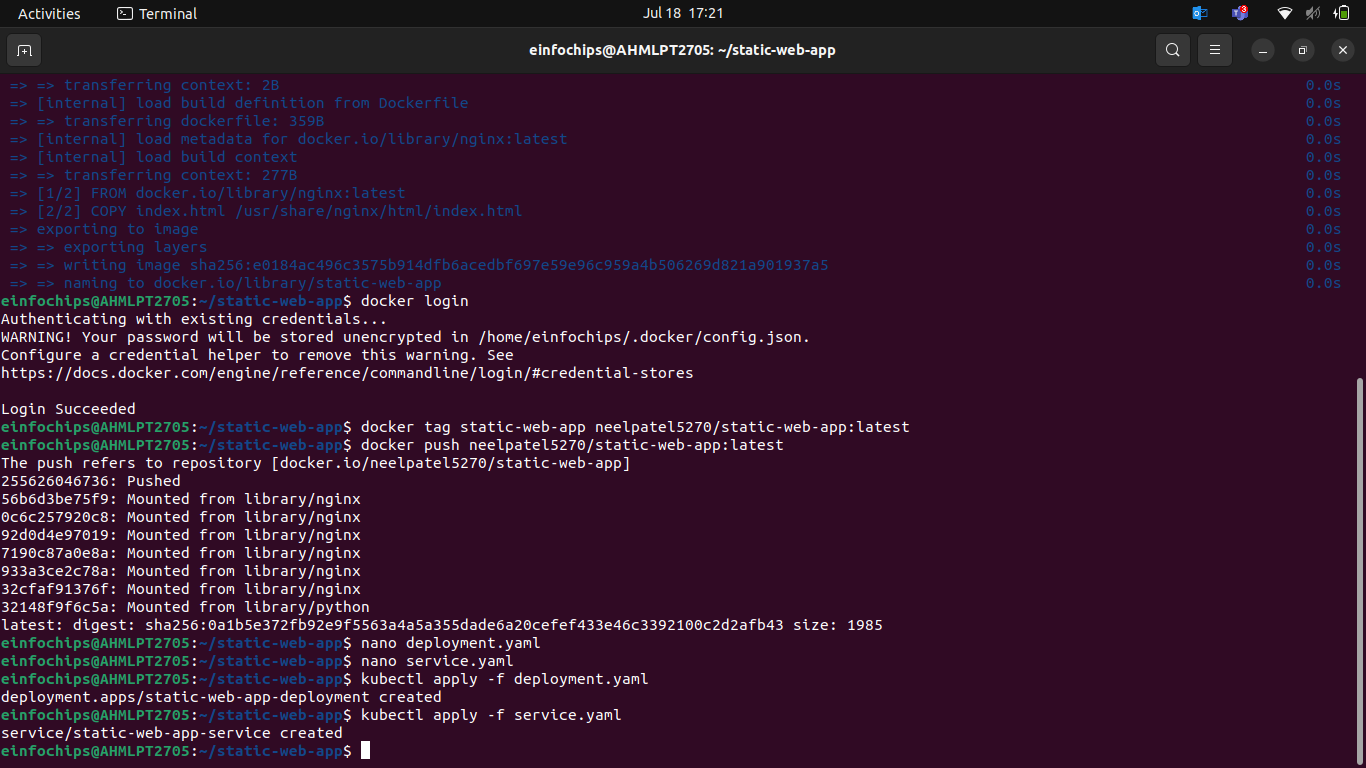 Activities Terminal Jul 18 17:21 3
einfochips@AHMLPT2705: ~/static-web-app
=> => transferring context: 2B 0.0s
=> [internal] load build definition from Dockerfile 0.0s
=> => transferring dockerfile: 359B 0.0s
=> [internal] load metadata for docker.io/library/nginx:latest 0.0s
=> [internal] load build context 0.0s
=> => transferring context: 277B 0.0s
=> [1/2] FROM docker.io/library/nginx:latest 0.0s
=> [2/2] COPY index.html /usr/share/nginx/html/index.html 0.0s
=> exporting to image 0.0s
=> => exporting layers 0.0s
=> => writing image sha256:e0184ac496c3575b914dfb6acedbf697e59e96c959a4b506269d821a901937a5 0.0s
=> => naming to docker.io/library/static-web-app 0.0s
einfochips@AHMLPT2705:~/static-web-app$ docker login
Authenticating with existing credentials...
WARNING! Your password will be stored unencrypted in /home/einfochips/.docker/config.json.
Configure a credential helper to remove this warning. See
https://docs.docker.com/engine/reference/commandline/login/#credential-stores
Login Succeeded
einfochips@AHMLPT2705:~/static-web-app$ docker tag static-web-app neelpatel5270/static-web-app:latest
einfochips@AHMLPT2705:~/static-web-app$ docker push neelpatel5270/static-web-app:latest
The push refers to repository [docker.io/neelpatel5270/static-web-app]
255626046736: Pushed
56b6d3be75f9: Mounted from library/nginx
0c6c257920c8: Mounted from library/nginx
92d0d4e97019: Mounted from library/nginx
7190c87a0e8a: Mounted from library/nginx
933a3ce2c78a: Mounted from library/nginx
32cfaf91376f: Mounted from library/nginx
32148f9f6c5a: Mounted from library/python
latest: digest: sha256:0a1b5e372fb92e9f5563a4a5a355dade6a20cefef433e46c3392100c2d2afb43 size: 1985
einfochips@AHMLPT2705:~/static-web-app$ nano deployment.yaml
einfochips@AHMLPT2705:~/static-web-app$ nano service.yaml
einfochips@AHMLPT2705:~/static-web-app$ kubectl apply -f deployment.yaml
deployment.apps/static-web-app-deployment created
einfochips@AHMLPT2705:~/static-web-app$ kubectl apply -f service.yaml
service/static-web-app-service created
einfochips@AHMLPT2705:~/static-web-app$